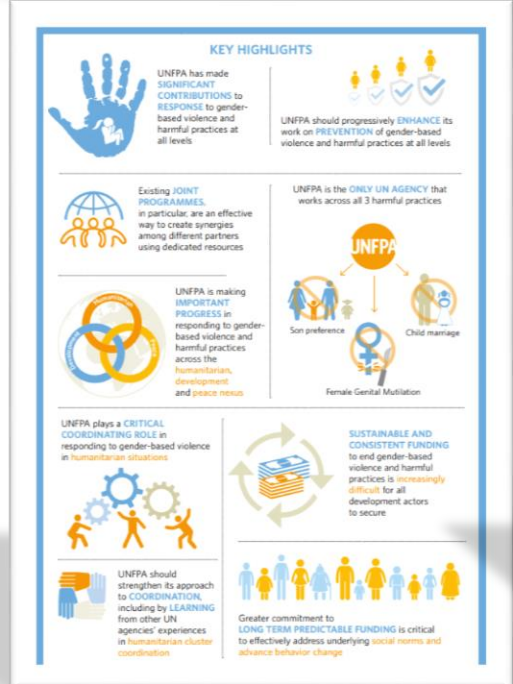 KEY HIGHLIGHTS
UNFPA has made
SIGNIFICANT
CONTRIBUTIONS to
RESPONSE to gender-
based violence and
harmful practices at
all levels
UNFPA should progressively ENHANCE its
work on PREVENTION of gender-based
violence and harmful practices at all levels
Existing JOINT
PROGRAMMES,
in particular, are an effective
way to create synergies
among different partners
using dedicated resources
UNFPA is the ONLY UN AGENCY that
works across all 3 harmful practices
UNFPA
Son preference
Child marriage
Female Genital Mutilation
Humanitarian
Development
Peace
UNFPA is making
IMPORTANT
PROGRESS in
responding to gender-
based violence and
harmful practices
across the
humanitarian,
development
and peace nexus
UNFPA plays a CRITICAL
COORDINATING ROLE in
responding to gender-based violence
in humanitarian situations
SUSTAINABLE AND
CONSISTENT FUNDING
to end gender-based
violence and harmful
practices is increasingly
difficult for all
development actors
to secure
UNFPA should
strengthen its approach
to COORDINATION,
including by LEARNING
from other UN
agencies' experiences
in humanitarian cluster
coordination
Greater commitment to
LONG TERM PREDICTABLE FUNDING is critical
to effectively address underlying social norms and
advance behavior change